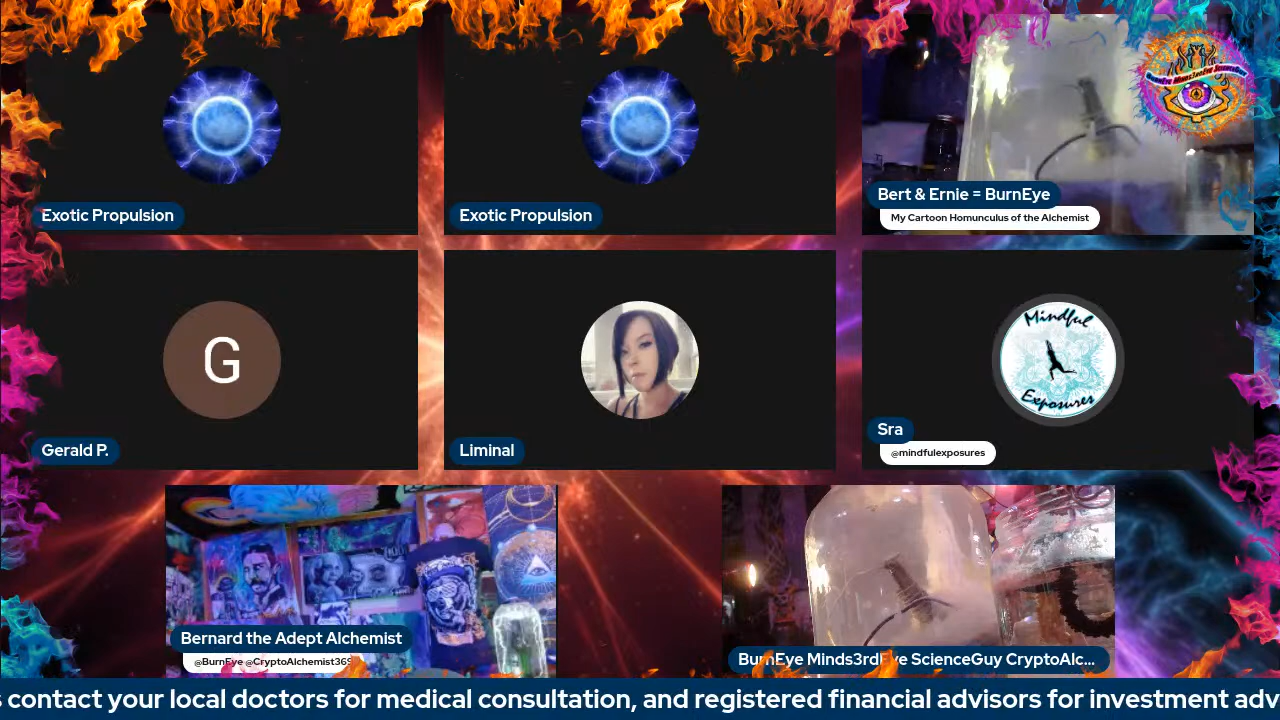 Exotic Propulsion
Exotic Propulsion
Bert & Ernie = BurnEye
My Cartoon Homunculus of the Alchemist
G
Gerald P.
Liminal
Mindful
Exposures
Sra
@mindfulexposures
Bernard the Adept Alchemist
@BurnEye @CryptoAlchemist369
BurnEye Minds3rdEye ScienceGuy CryptoAlc...
contact your local doctors for medical consultation, and registered financial advisors for investment adv